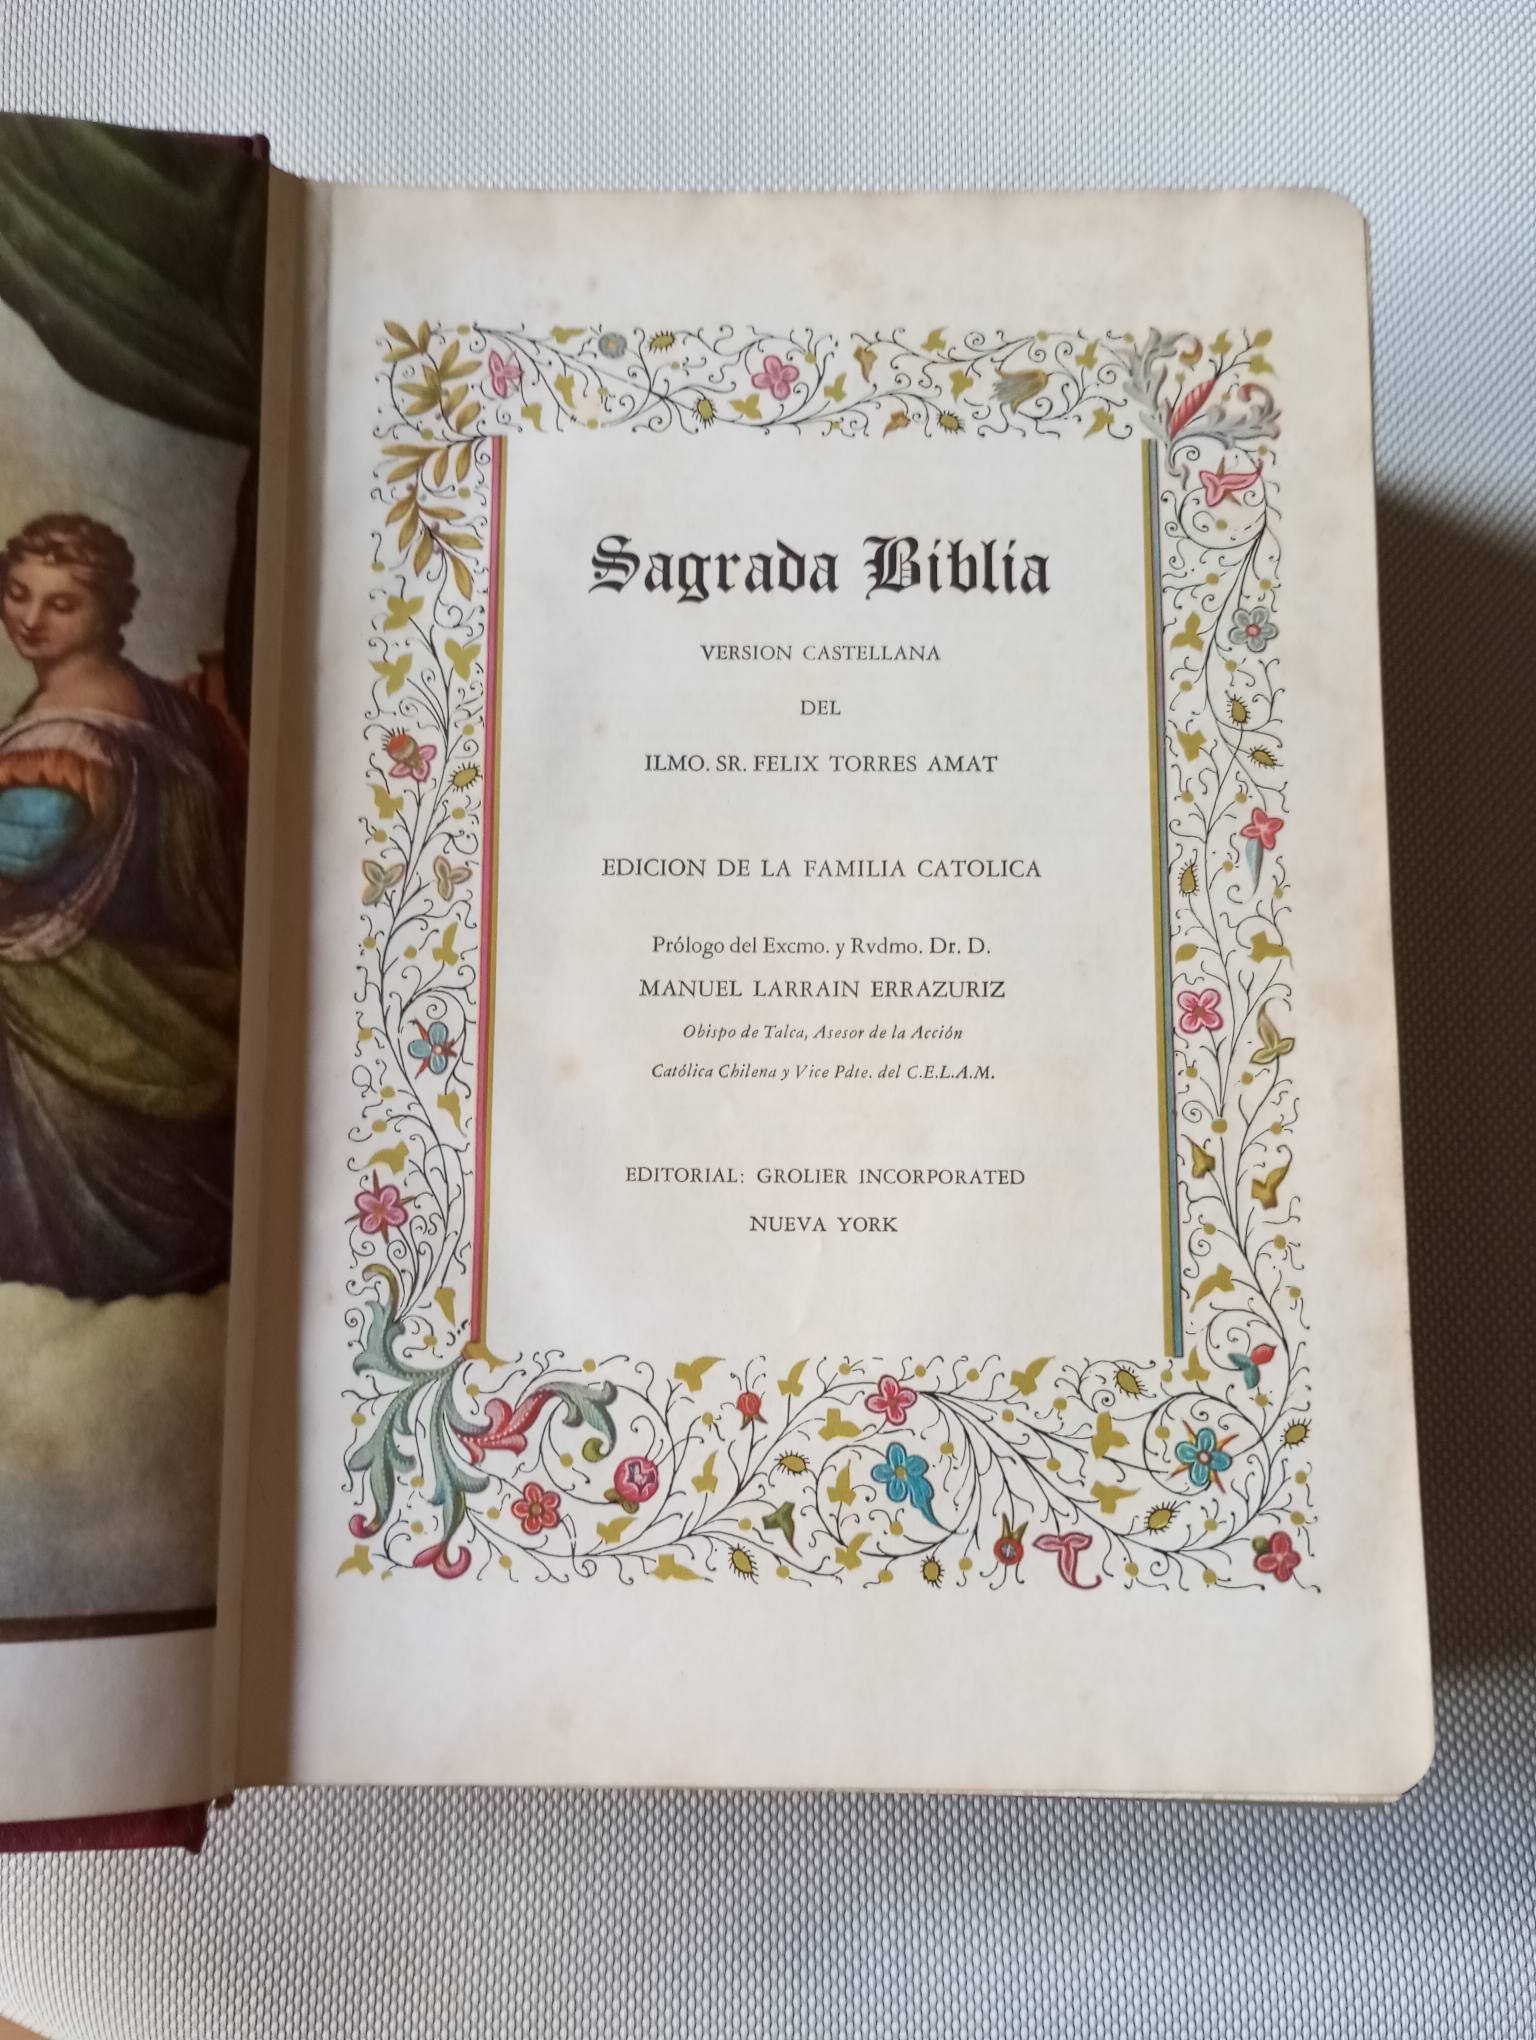 Sagrada Biblia
VERSION CASTELLANA
DEL
ILMO. SR. FELIX TORRES AMAT
EDICION DE LA FAMILIA CATOLICA
Prólogo del Excmo. y Rvdmo. Dr. D.
MANUEL LARRAIN ERRAZURIZ
Obispo de Talca, Asesor de la Acción
Católica Chilena y Vice Pdte. del C.E.L.A.M.
EDITORIAL: GROLIER INCORPORATED
NUEVA YORK